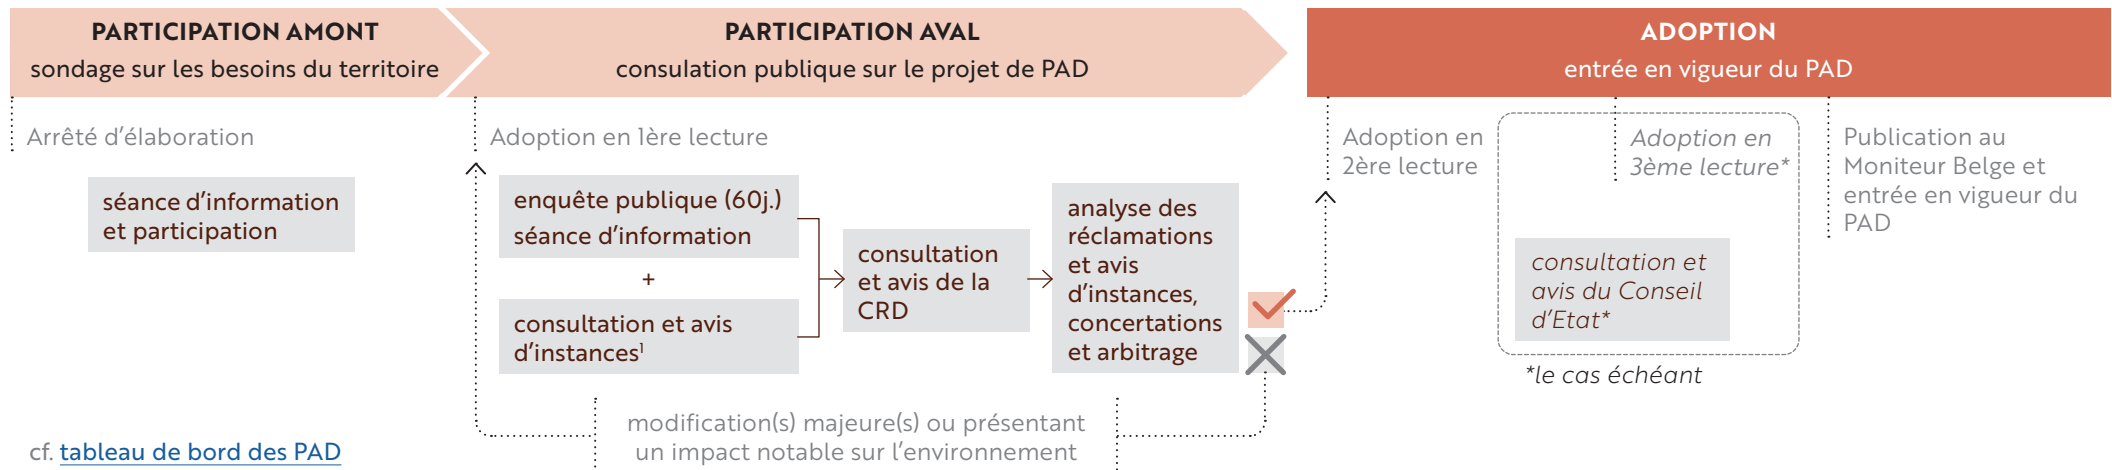 PARTICIPATION AMONT
sondage sur les besoins du territoire
PARTICIPATION AVAL
consulation publique sur le projet de PAD
ADOPTION
entrée en vigueur du PAD
Arrêté d'élaboration
séance d'information
et participation
Adoption en 1ère lecture
enquête publique (60j.)
séance d'information
+
consultation et avis
d'instances¹
consultation
et avis de la
CRD
analyse des
réclamations
et avis
d'instances,
concertations
et arbitrage
modification(s) majeure(s) ou présentant
un impact notable sur l'environnement
Adoption en
2ère lecture
Adoption en
3ème lecture*
consultation et
avis du Conseil
d'Etat*
*le cas échéant
Publication au
Moniteur Belge et
entrée en vigueur du
PAD
cf. tableau de bord des PAD